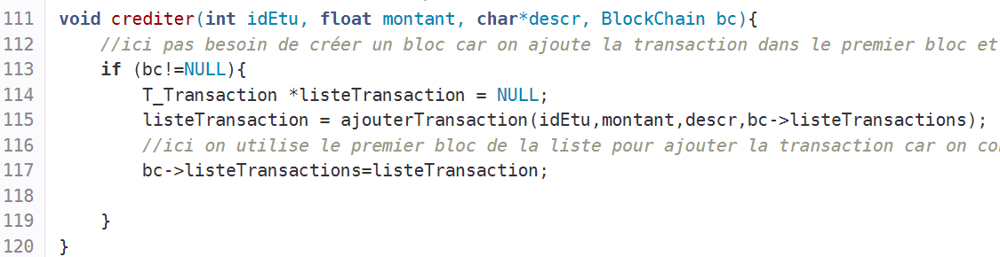 111 void crediter(int idEtu, float montant, char*descr, BlockChain bc){
112 //ici pas besoin de créer un bloc car on ajoute la transaction dans le premier bloc et
113 if (bc!=NULL){
114 T_Transaction *listeTransaction = NULL;
115 listeTransaction = ajouterTransaction(idEtu,montant,descr,bc->listeTransactions);
116 //ici on utilise le premier bloc de la liste pour ajouter la transaction car on
117 bc->listeTransactions=listeTransaction;
118
119 }
120 }